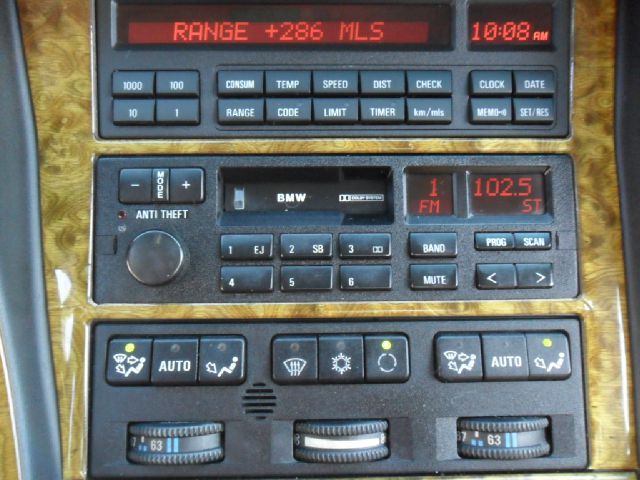 RANGE +286 MLS 10:08 AM
1000 100 CONSUM TEMP SPEED DIST CHECK CLOCK DATE
10 1 RANGE CODE LIMIT TIMER km/mls MEMO SET/RES
- MODE + BMW DOLBY SYSTEM 1 FM 102.5 ST
ANTI THEFT
1 EJ 2 SB 3 BAND PROG SCAN
4 5 6 MUTE < >
AUTO AUTO
63 63